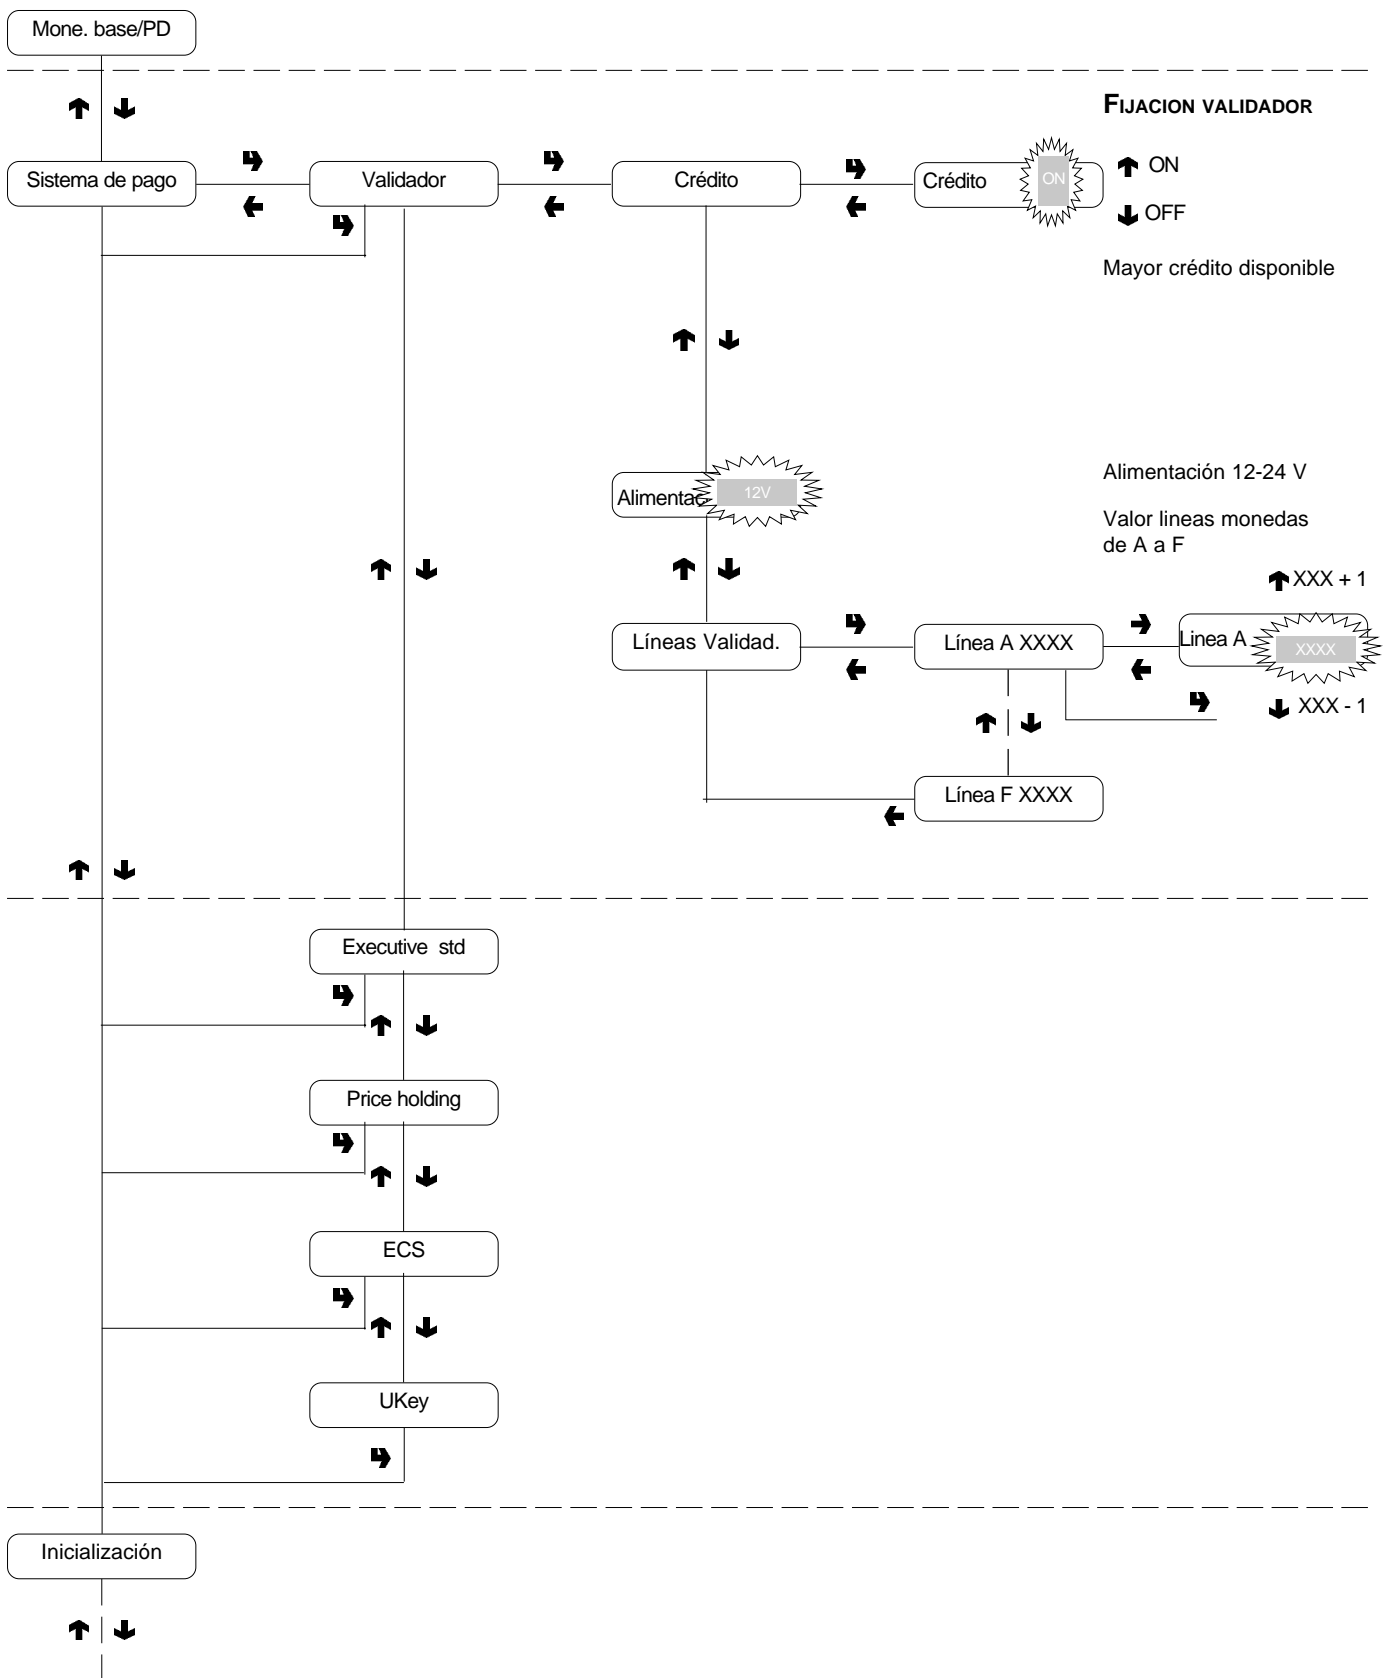 Mone. base/PD
FIJACION VALIDADOR
Sistema de pago
Validador
Crédito
Crédito
ON
ON
OFF
Mayor crédito disponible
Alimentac
12V
Alimentación 12-24 V
Valor lineas monedas
de A a F
XXX + 1
Líneas Validad.
Línea A XXXX
Linea A
XXXX
XXX - 1
Línea F XXXX
Executive std
Price holding
ECS
UKey
Inicialización